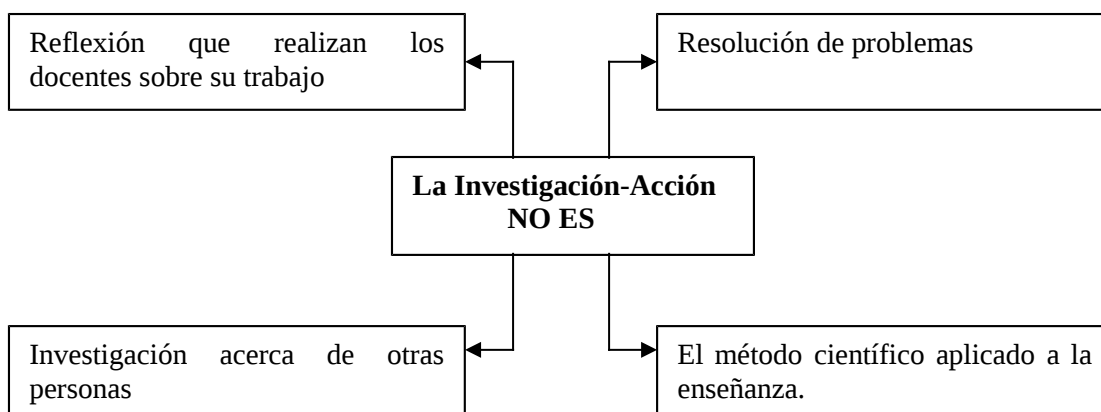 Reflexión que realizan los
docentes sobre su trabajo
Resolución de problemas
La Investigación-Acción
NO ES
Investigación acerca de otras
personas
El método científico aplicado a la
enseñanza.